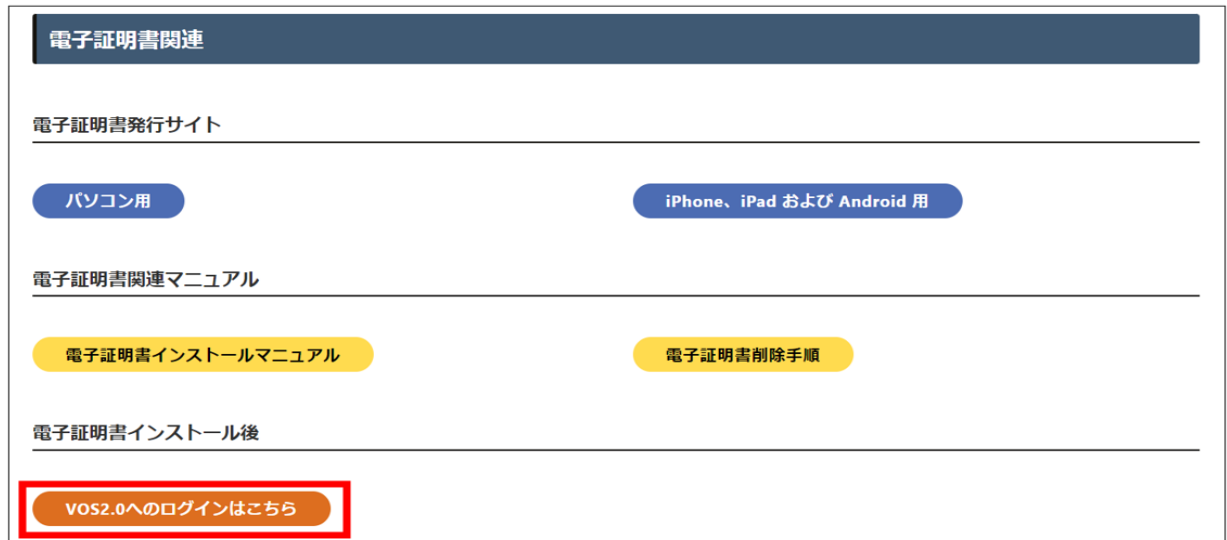 電子証明書関連
電子証明書発行サイト
パソコン用
iPhone、iPad および Android 用
電子証明書関連マニュアル
電子証明書インストールマニュアル
電子証明書削除手順
電子証明書インストール後
VOS2.0へのログインはこちら